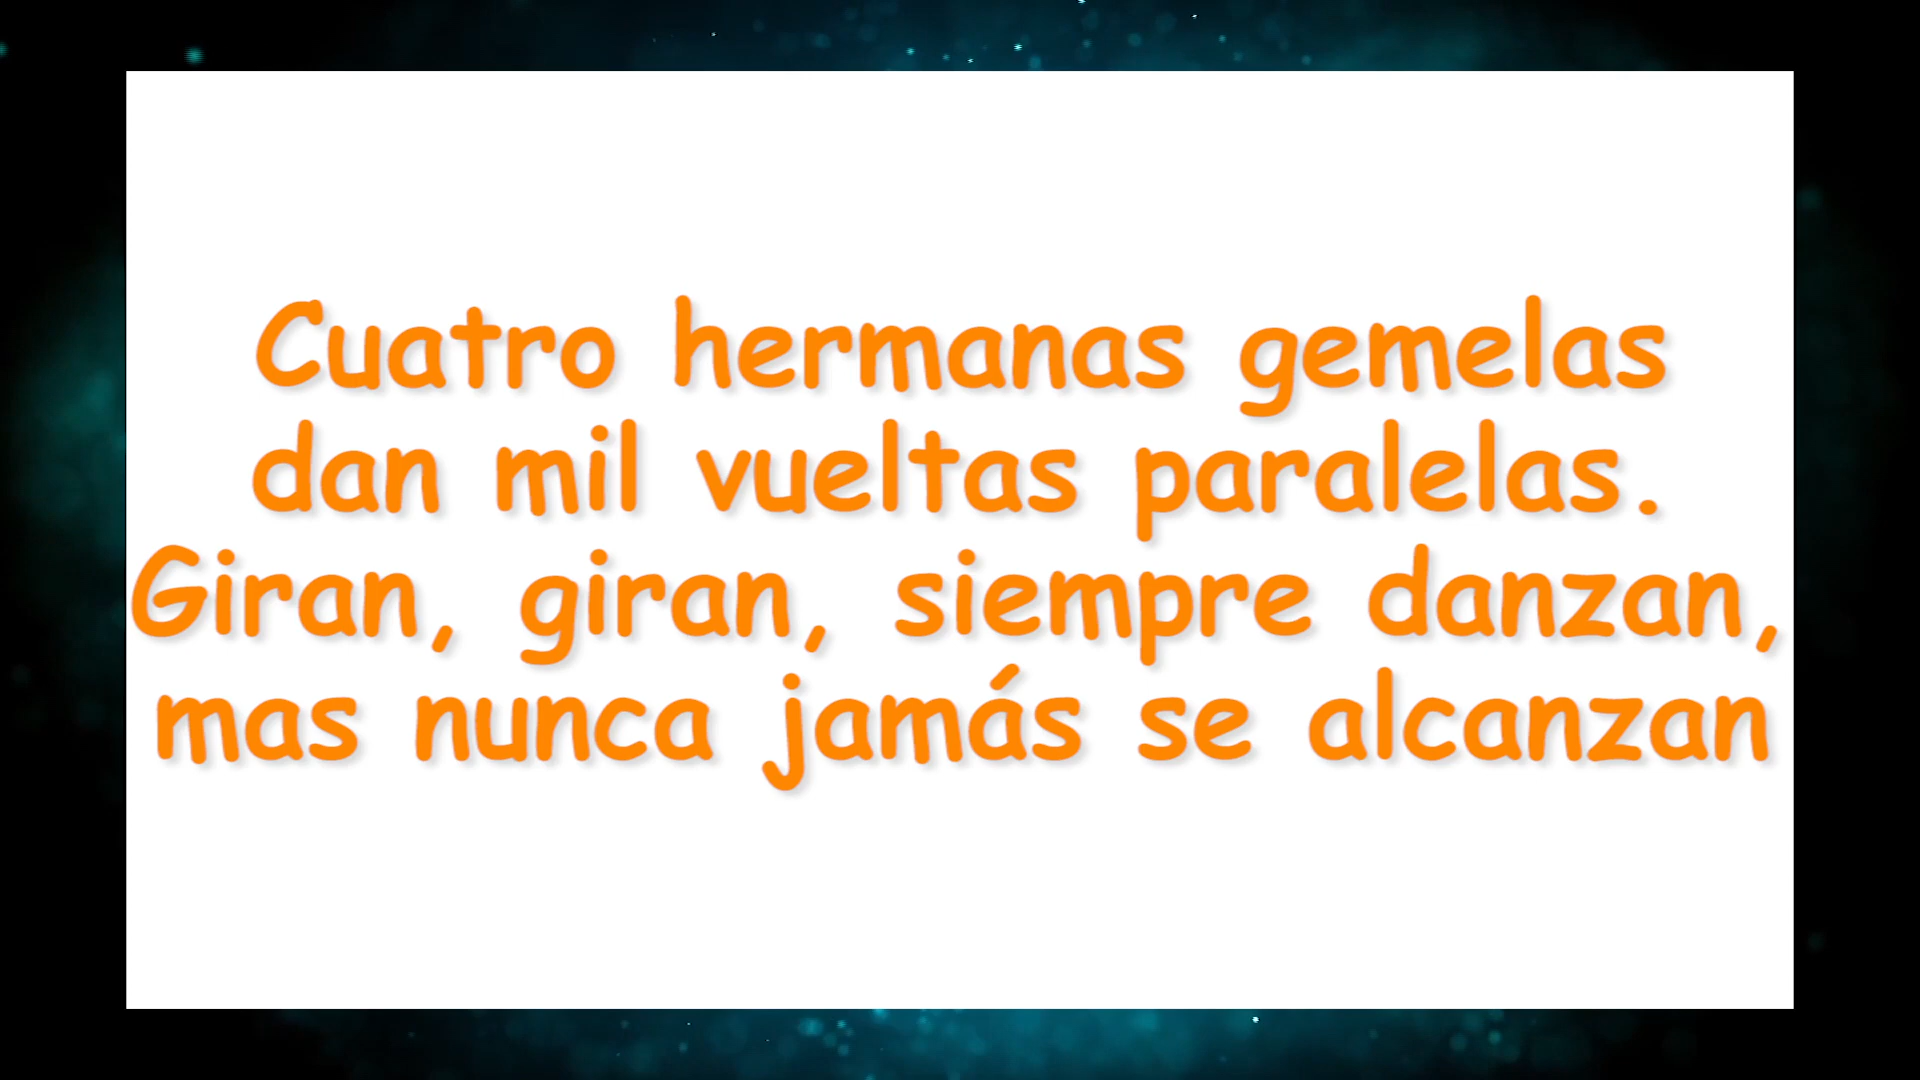 Cuatro hermanas gemelas
dan mil vueltas paralelas.
Giran, giran, siempre danzan,
mas nunca jamás se alcanzan